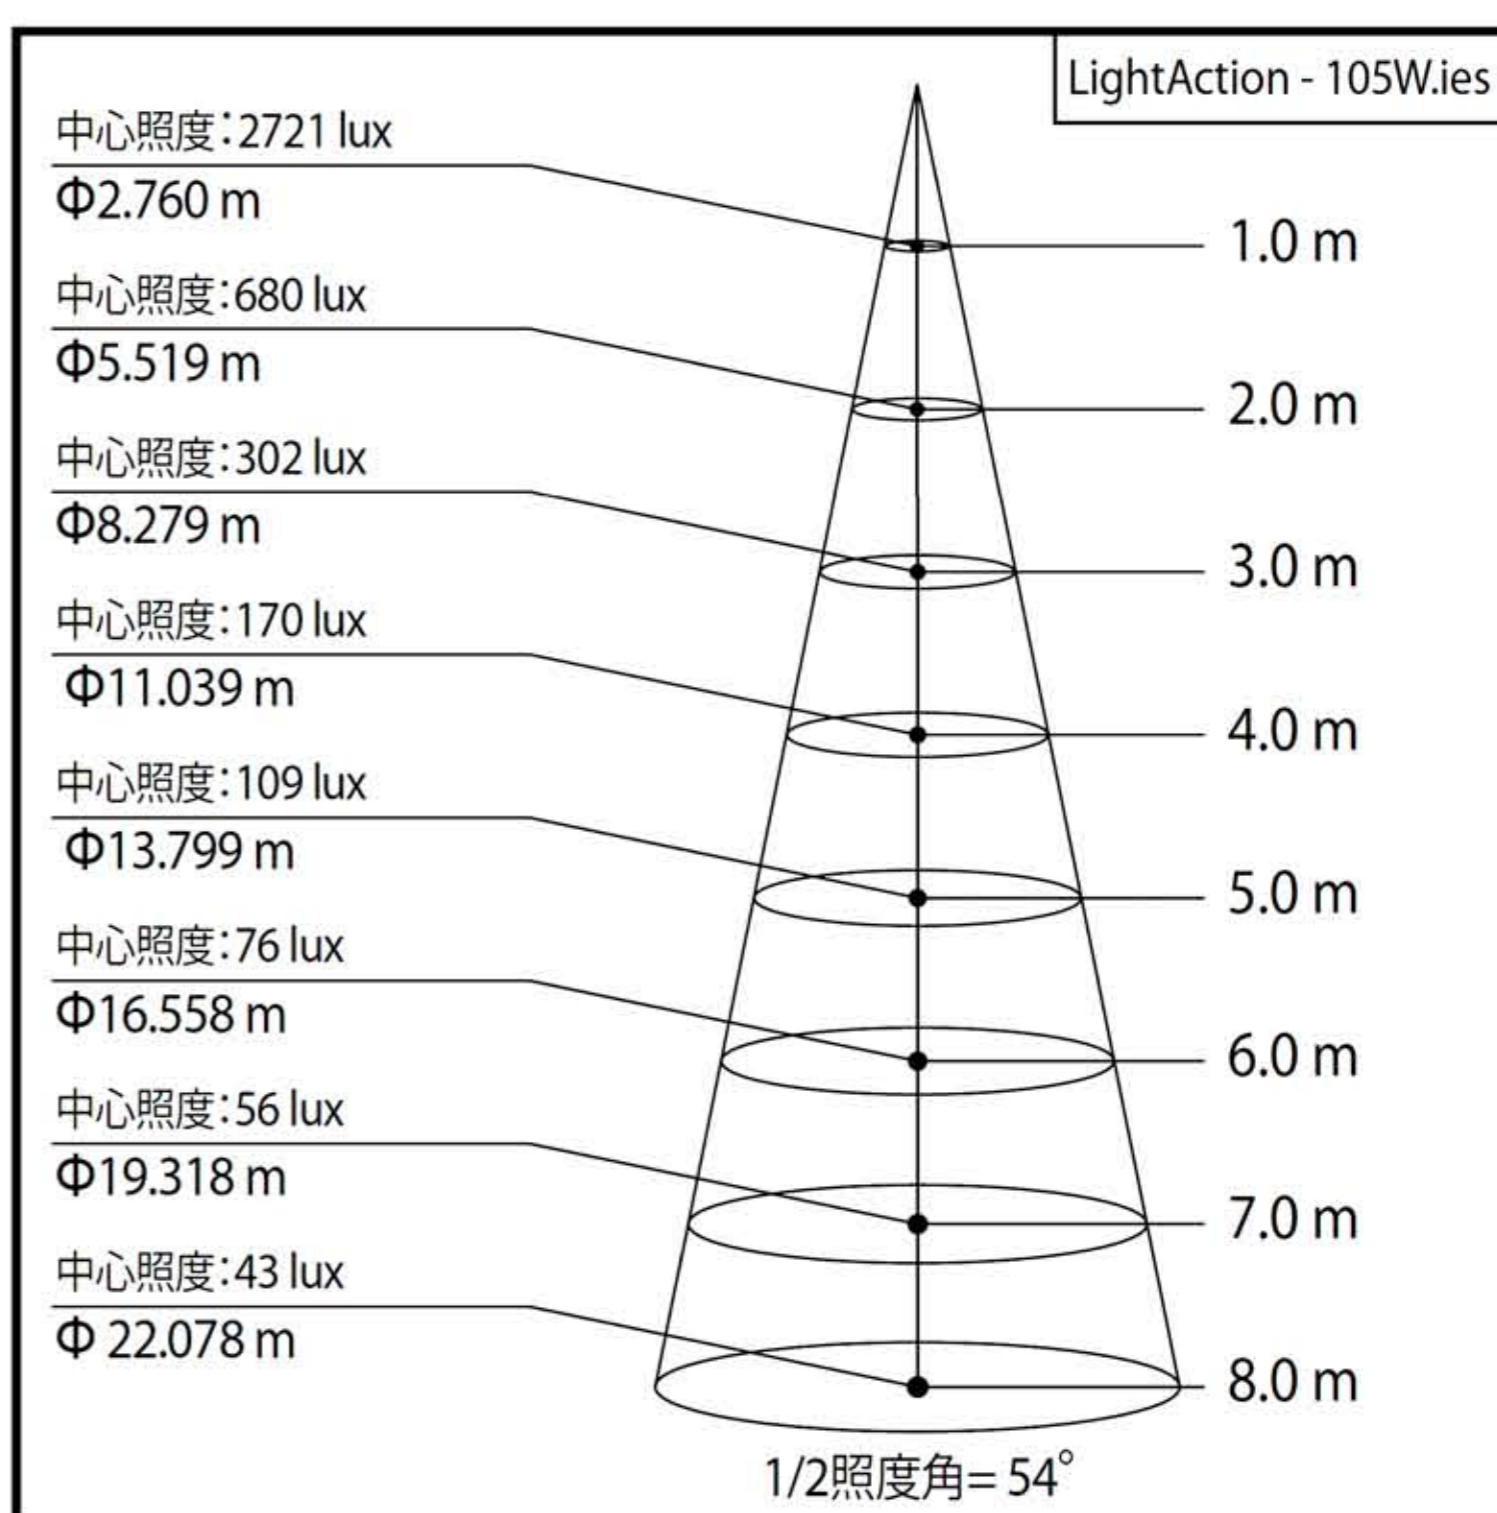 LightAction - 105W.ies
中心照度：2721 lux
Φ2.760 m
1.0 m
中心照度：680 lux
Φ5.519 m
2.0 m
中心照度：302 lux
Φ8.279 m
3.0 m
中心照度：170 lux
Φ11.039 m
4.0 m
中心照度：109 lux
Φ13.799 m
5.0 m
中心照度：76 lux
Φ16.558 m
6.0 m
中心照度：56 lux
Φ19.318 m
7.0 m
中心照度：43 lux
Φ 22.078 m
8.0 m
1/2照度角= 54°